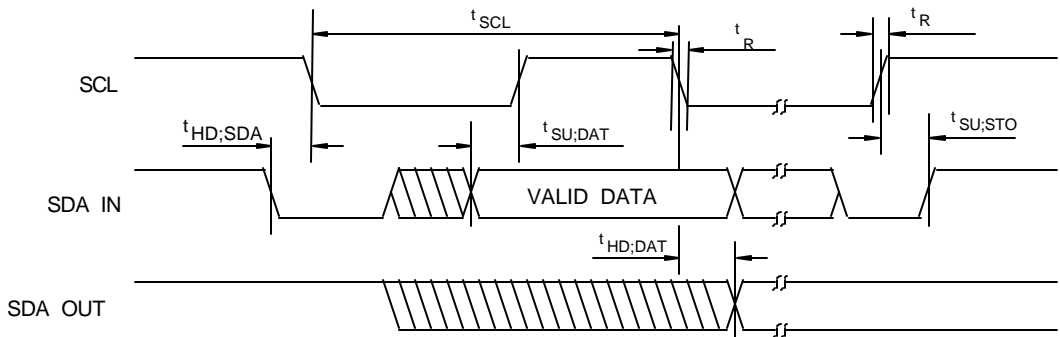 t SCL
t R
t R
SCL
t HD;SDA
t SU;DAT
t SU;STO
SDA IN
VALID DATA
t HD;DAT
SDA OUT